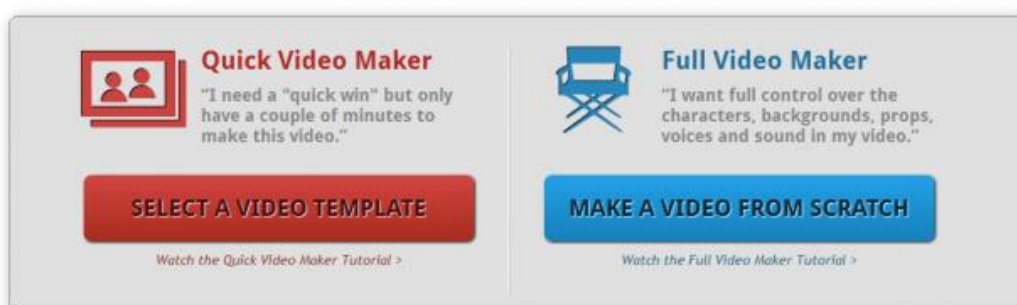 Quick Video Maker
"I need a "quick win" but only
have a couple of minutes to
make this video."
SELECT A VIDEO TEMPLATE
Watch the Quick Video Maker Tutorial >
Full Video Maker
"I want full control over the
characters, backgrounds, props,
voices and sound in my video."
MAKE A VIDEO FROM SCRATCH
Watch the Full Video Maker Tutorial >